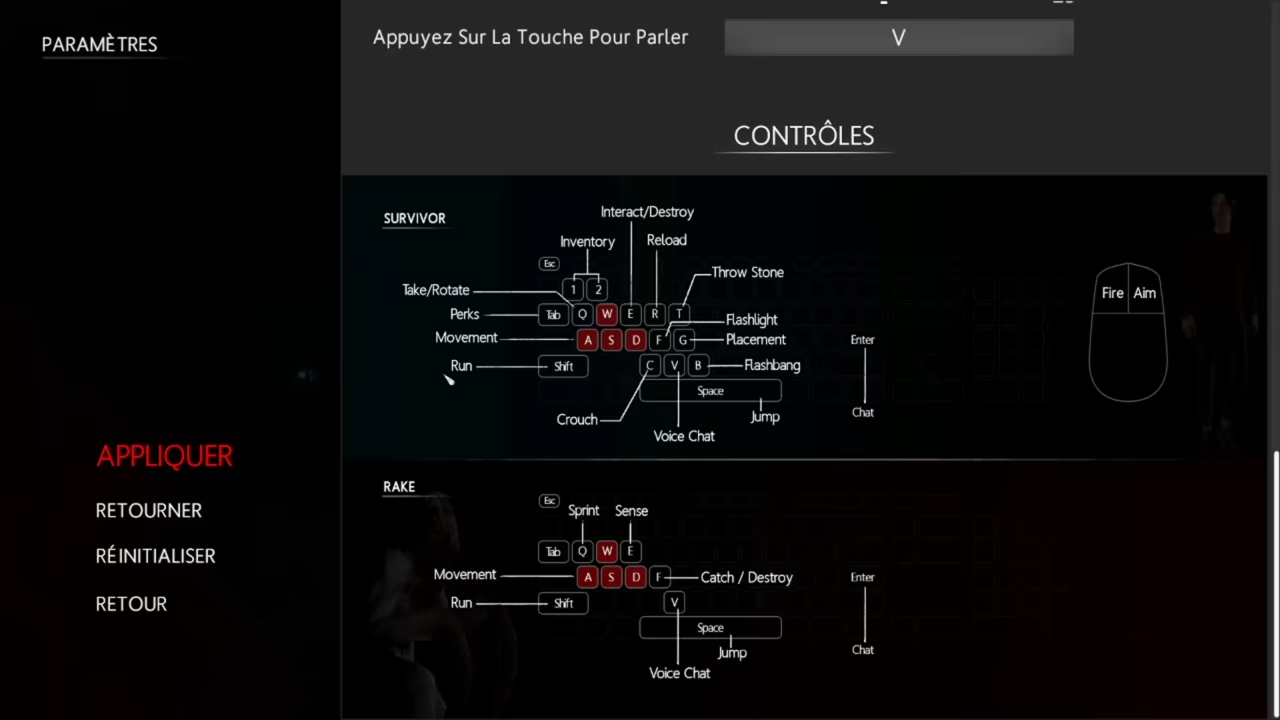 PARAMÈTRES
Appuyez Sur La Touche Pour Parler
V
CONTRÔLES
SURVIVOR
Interact/Destroy
Inventory
Reload
Esc
Throw Stone
Take/Rotate
1 2
Perks
Tab Q W E R T
Flashlight
Movement
A S D F G
Placement
Run
Shift
C V B
Flashbang
Space
Crouch
Jump
Voice Chat
Enter
Chat
Fire Aim
RAKE
Esc
Sprint Sense
Tab Q W E
Movement
A S D F
Catch / Destroy
Run
Shift
V
Space
Jump
Voice Chat
Enter
Chat
APPLIQUER
RETOURNER
RÉINITIALISER
RETOUR